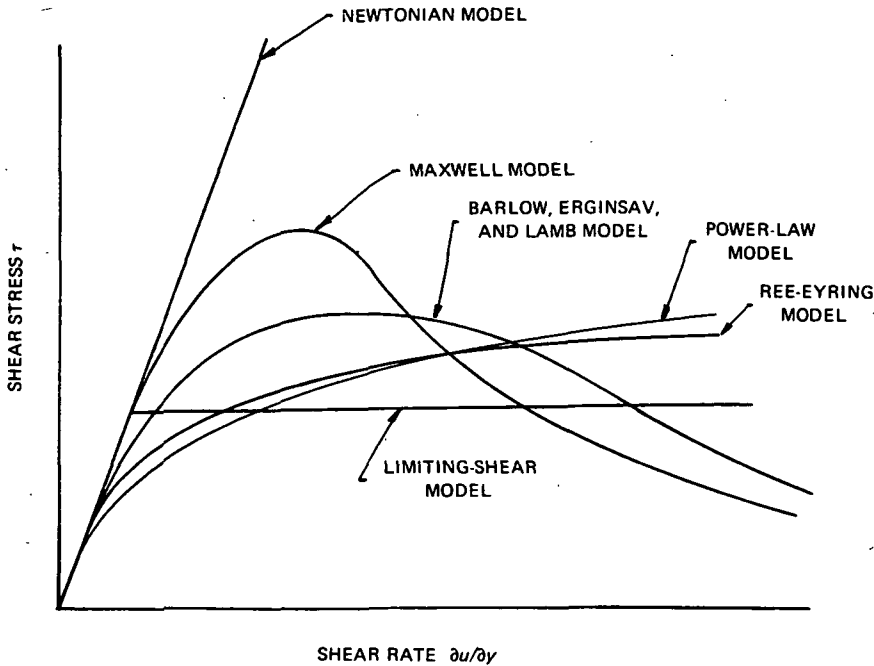 NEWTONIAN MODEL
MAXWELL MODEL
BARLOW, ERGINSAV,
AND LAMB MODEL
POWER-LAW
MODEL
REE-EYRING
MODEL
SHEAR STRESS τ
LIMITING-SHEAR
MODEL
SHEAR RATE ∂u/∂y